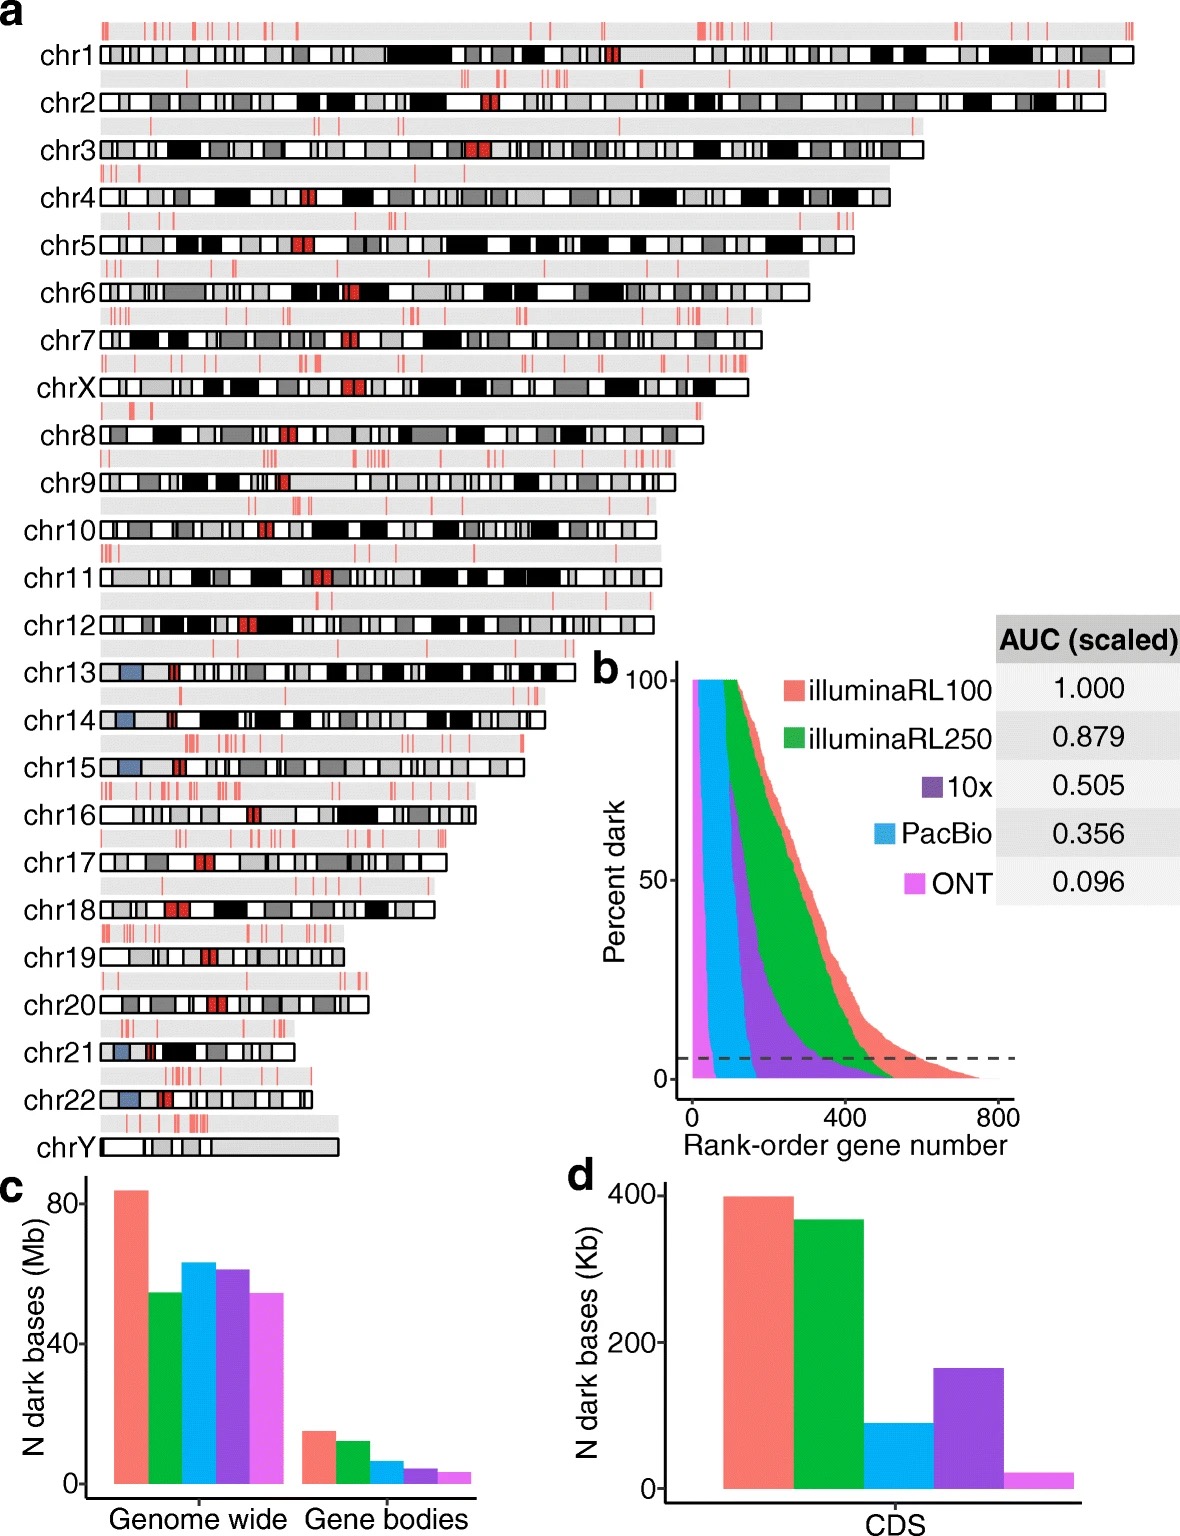 a
chr1
chr2
chr3
chr4
chr5
chr6
chr7
chrX
chr8
chr9
chr10
chr11
chr12
chr13
chr14
chr15
chr16
chr17
chr18
chr19
chr20
chr21
chr22
chrY
b
AUC (scaled)
illuminaRL100 1.000
illuminaRL250 0.879
10x 0.505
PacBio 0.356
ONT 0.096
Percent dark
100
50
0
0 400 800
Rank-order gene number
c
N dark bases (Mb)
80
40
0
Genome wide Gene bodies
d
N dark bases (Kb)
400
200
0
CDS